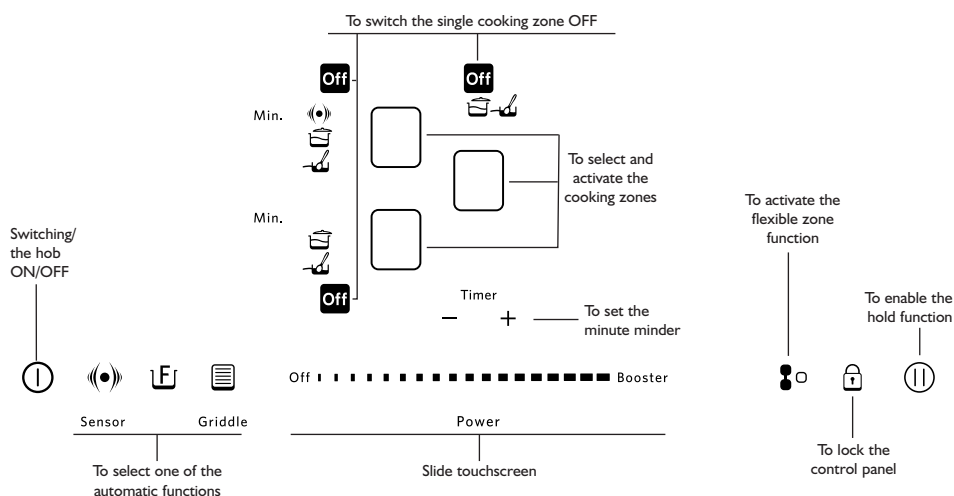 To switch the single cooking zone OFF
Off
Off
Min.
To select and
activate the
cooking zones
Min.
Off
Switching/
the hob
ON/OFF
To activate the
flexible zone
function
Timer
− +
To set the
minute minder
To enable the
hold function
F
Off
Booster
Sensor
Griddle
Power
To select one of the
automatic functions
Slide touchscreen
To lock the
control panel